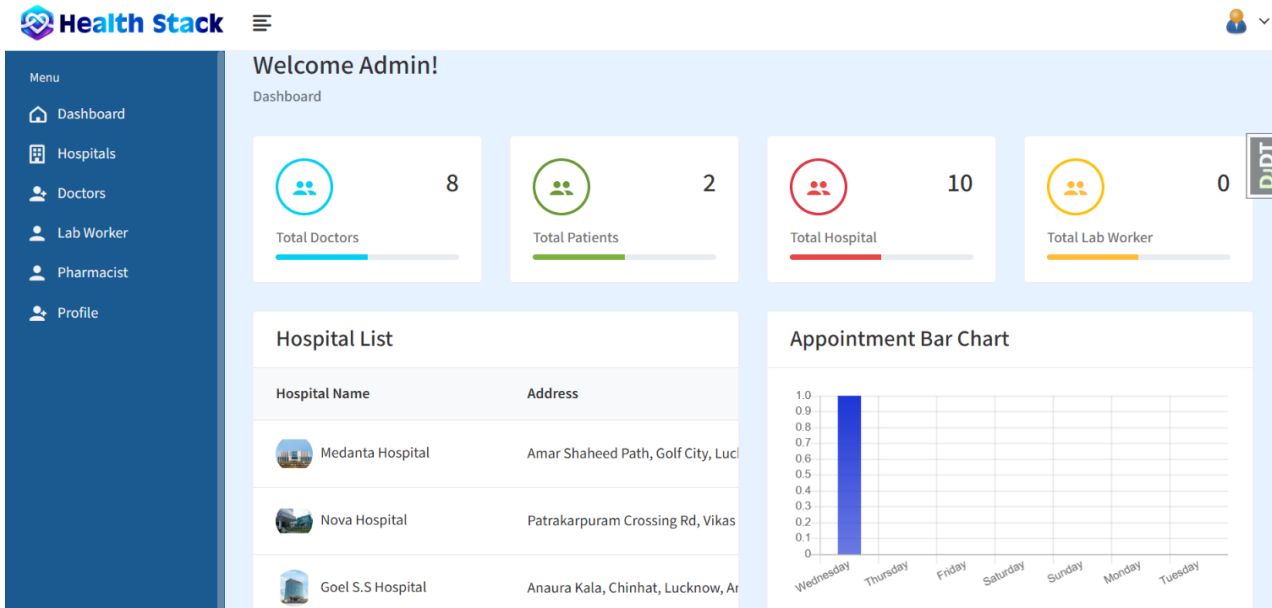 Health Stack
Menu
Dashboard
Hospitals
Doctors
Lab Worker
Pharmacist
Profile
Welcome Admin!
Dashboard
8
Total Doctors
2
Total Patients
10
Total Hospital
0
Total Lab Worker
DJDT
Hospital List
Hospital Name Address
Medanta Hospital Amar Shaheed Path, Golf City,
Nova Hospital Patrakarpuram Crossing Rd, Vikas
Goel S.S Hospital Anaura Kala, Chinhat, Lucknow,
Appointment Bar Chart
1.0
0.9
0.8
0.7
0.6
0.5
0.4
0.3
0.2
0.1
0
Wednesday Thursday Friday Saturday Sunday Monday Tuesday